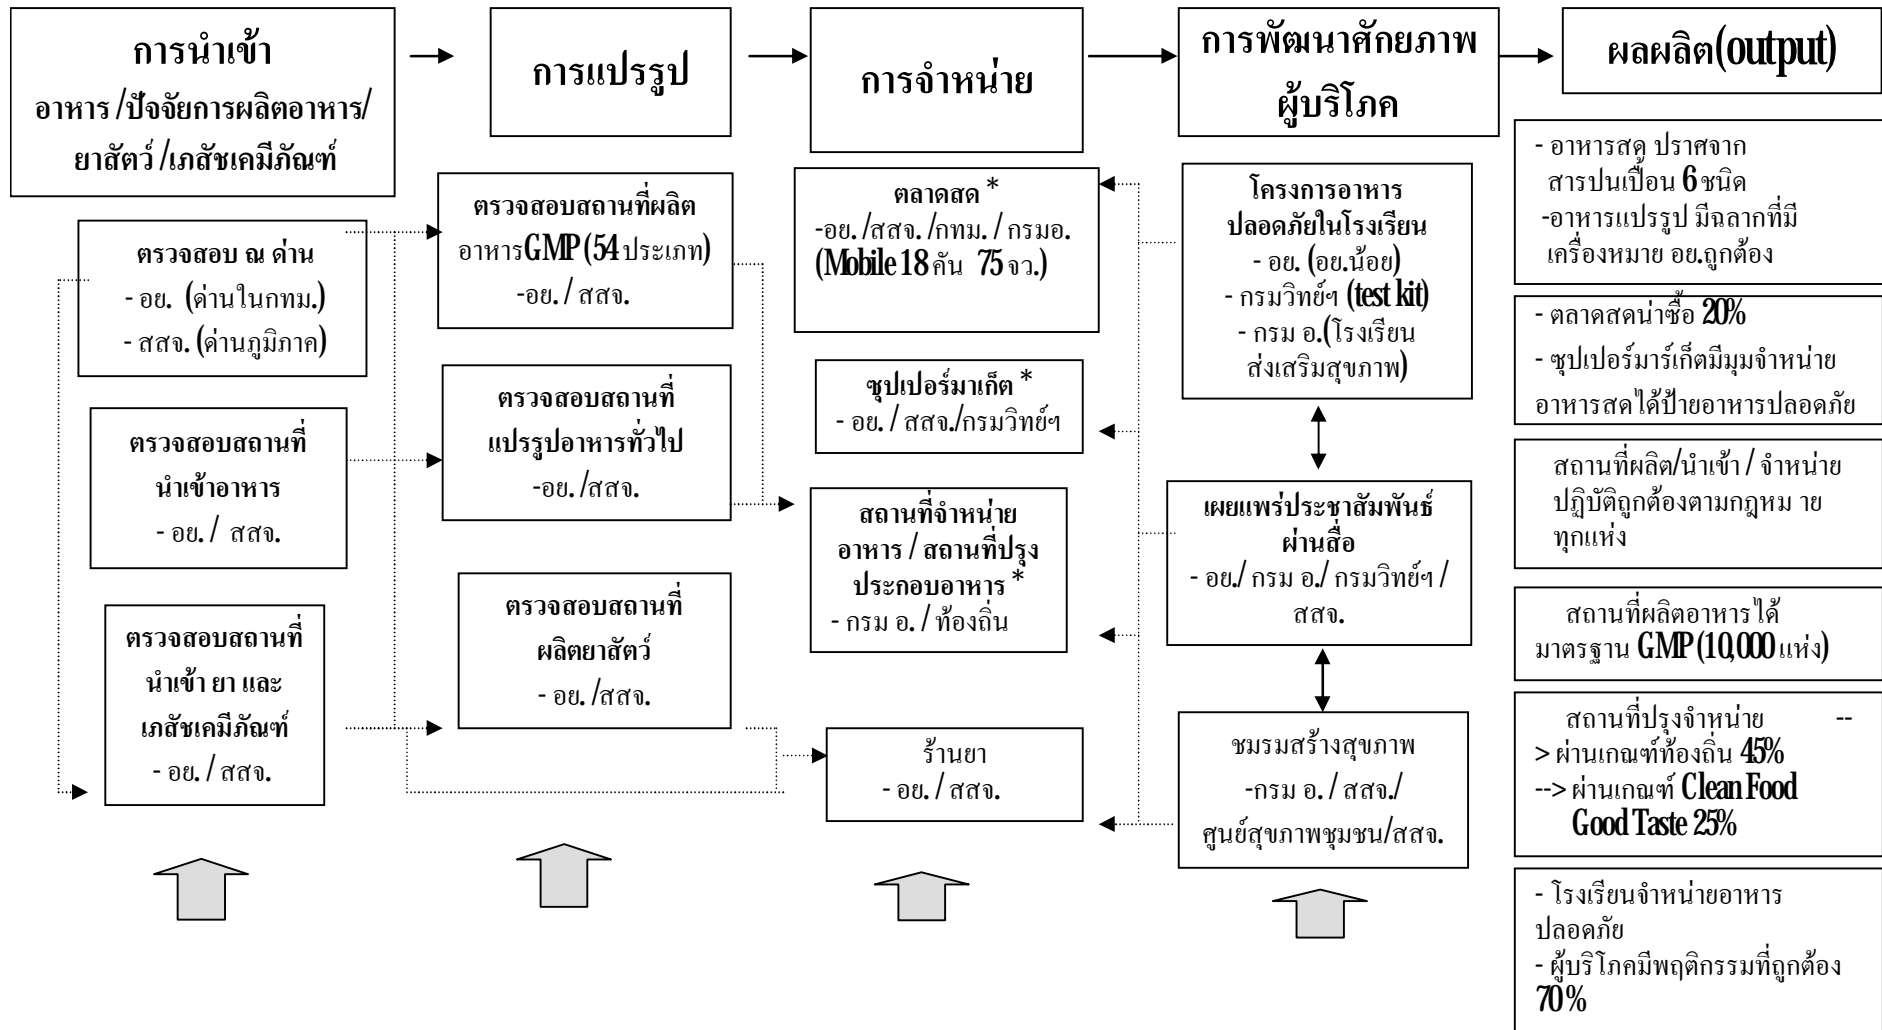 การนำเข้า
อาหาร /ปัจจัยการผลิตอาหาร/
ยาสัตว์ /เภสัชเคมีภัณฑ์
การแปรรูป
การจำหน่าย
การพัฒนาศักยภาพ
ผู้บริโภค
ผลผลิต(output)
ตรวจสอบ ณ ด่าน
- อย. (ด่านในกทม.)
- สสจ. (ด่านภูมิภาค)
ตรวจสอบสถานที่
นำเข้าอาหาร
- อย. / สสจ.
ตรวจสอบสถานที่
นำเข้า ยา และ
เภสัชเคมีภัณฑ์
- อย. / สสจ.
ตรวจสอบสถานที่ผลิต
อาหารGMP (54 ประเภท)
-อย. / สสจ.
ตรวจสอบสถานที่
แปรรูปอาหารทั่วไป
-อย. /สสจ.
ตรวจสอบสถานที่
ผลิตยาสัตว์
- อย. /สสจ.
ตลาดสด *
-อย. /สสจ. /กทม. / กรมอ.
(Mobile 18 คัน 75 จว.)
ซุปเปอร์มาเก็ต *
- อย. / สสจ./กรมวิทย์ฯ
สถานที่จำหน่าย
อาหาร / สถานที่ปรุง
ประกอบอาหาร *
- กรม อ. / ท้องถิ่น
ร้านยา
- อย. / สสจ.
โครงการอาหาร
ปลอดภัยในโรงเรียน
- อย. (อย.น้อย)
- กรมวิทย์ฯ (test kit)
- กรม อ.(โรงเรียน
ส่งเสริมสุขภาพ)
เผยแพร่ประชาสัมพันธ์
ผ่านสื่อ
- อย./ กรม อ./ กรมวิทย์ฯ /
สสจ.
ชมรมสร้างสุขภาพ
-กรม อ. / สสจ./
ศูนย์สุขภาพชุมชน/สสจ.
- อาหารสด ปราศจาก
สารปนเปื้อน 6 ชนิด
-อาหารแปรรูป มีฉลากที่มี
เครื่องหมาย อย.ถูกต้อง
- ตลาดสดน่าซื้อ 20%
- ซุปเปอร์มาร์เก็ตมีมุมจำหน่าย
อาหารสดได้ป้ายอาหารปลอดภัย
สถานที่ผลิต/นำเข้า / จำหน่าย
ปฏิบัติถูกต้องตามกฎหม าย
ทุกแห่ง
สถานที่ผลิตอาหารได้
มาตรฐาน GMP (10,000 แห่ง)
สถานที่ปรุงจำหน่าย --
> ผ่านเกณฑ์ท้องถิ่น 45%
--> ผ่านเกณฑ์ Clean Food
Good Taste 25%
- โรงเรียนจำหน่ายอาหาร
ปลอดภัย
- ผู้บริโภคมีพฤติกรรมที่ถูกต้อง
70%